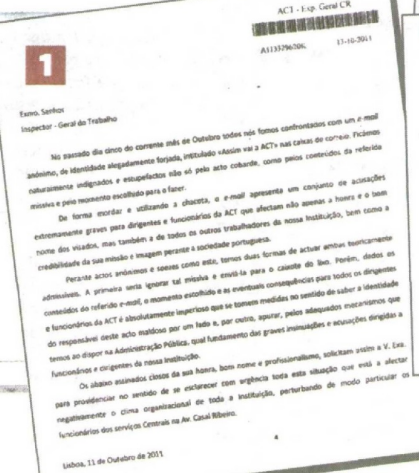 ACT - Exp. Geral CR
13-10-2011
1
Exmo. Senhor
Inspector - Geral do Trabalho
No passado dia cinco do corrente mês de Outubro todos nós fomos confrontados com um e-mail
anónimo, de identidade alegadamente forjada, intitulado «Assim vai a ACT» nas caixas de correio. Ficámos
naturalmente indignados e estupefactos não só pelo acto cobarde, como pelos conteúdos da referida
missiva e pelo momento escolhido para o fazer.
De forma mordaz e utilizando a chacota, o e-mail apresenta um conjunto de acusações
extremamente graves para dirigentes e funcionários da ACT que afectam não apenas a honra e o bom
nome dos visados, mas também a de todos os outros trabalhadores da nossa Instituição, bem como a
credibilidade da sua missão e imagem perante a sociedade portuguesa.
Perante actos anónimos e soezes como este, temos duas formas de actuar ambas teoricamente
admissíveis. A primeira seria ignorar tal missiva e enviá-la para o caixote do lixo. Porém, dados os
conteúdos do referido e-mail, o momento escolhido e as eventuais consequências para todos os dirigentes
e funcionários da ACT é absolutamente imperioso que se tomem medidas no sentido de saber a identidade
do responsável deste acto maldoso por um lado e, por outro, apurar, pelos adequados mecanismos que
temos ao dispor na Administração Pública, qual fundamento das graves insinuações e acusações dirigidas a
funcionários e dirigentes da nossa Instituição.
Os abaixo assinados ciosos da sua honra, bom nome e profissionalismo, solicitam assim a V. Exa.
para providenciar no sentido de se esclarecer com urgência toda esta situação que está a afectar
negativamente o clima organizacional de toda a instituição, perturbando de modo particular os
funcionários dos serviços Centrais na Av. Casal Ribeiro.
Lisboa, 11 de Outubro de 2011